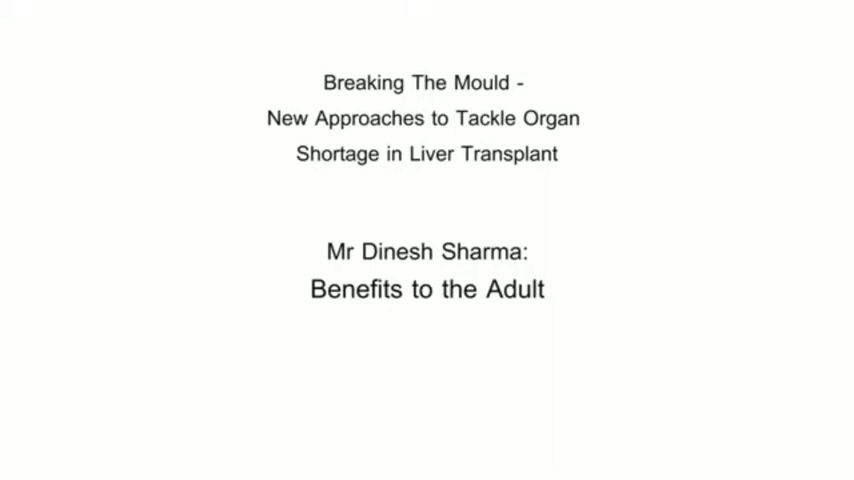 Breaking The Mould -
New Approaches to Tackle Organ
Shortage in Liver Transplant
Mr Dinesh Sharma:
Benefits to the Adult